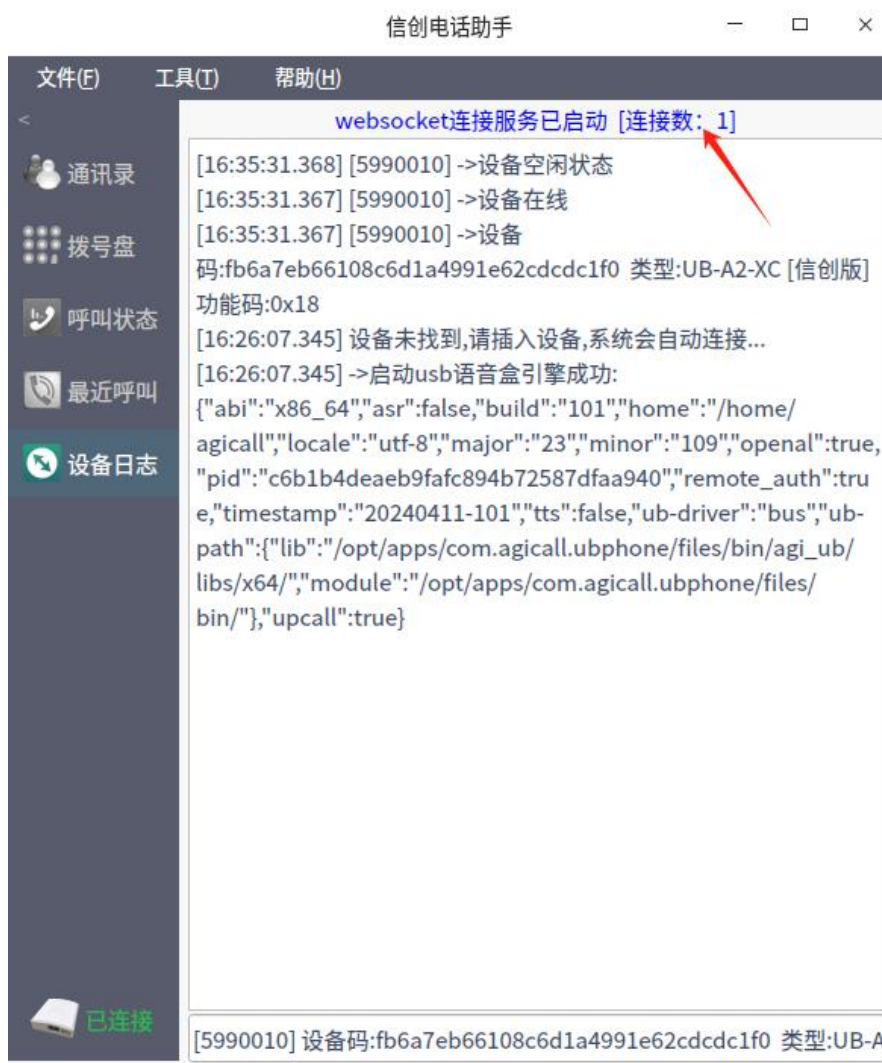 信创电话助手
文件(F) 工具(T) 帮助(H)
<
websocket连接服务已启动 [连接数：1]
通讯录
拨号盘
呼叫状态
最近呼叫
设备日志
[16:35:31.368] [5990010] ->设备空闲状态
[16:35:31.367] [5990010] ->设备在线
[16:35:31.367] [5990010] ->设备
码:fb6a7eb66108c6d1a4991e62cdcdc1f0 类型:UB-A2-XC [信创版]
功能码:0x18
[16:26:07.345] 设备未找到,请插入设备,系统会自动连接...
[16:26:07.345] ->启动usb语音盒引擎成功:
{"abi":"x86_64","asr":false,"build":"101","home":"/home/
agicall","locale":"utf-8","major":"23","minor":"109","openal":true,
"pid":"c6b1b4deaeb9fafc894b72587dfaa940","remote_auth":tru
e,"timestamp":"20240411-101","tts":false,"ub-driver":"bus","ub-
path":{"lib":"/opt/apps/com.agicall.ubphone/files/bin/agi_ub/
libs/x64/","module":"/opt/apps/com.agicall.ubphone/files/
bin/"},"upcall":true}
已连接
[5990010] 设备码:fb6a7eb66108c6d1a4991e62cdcdc1f0 类型:UB-A